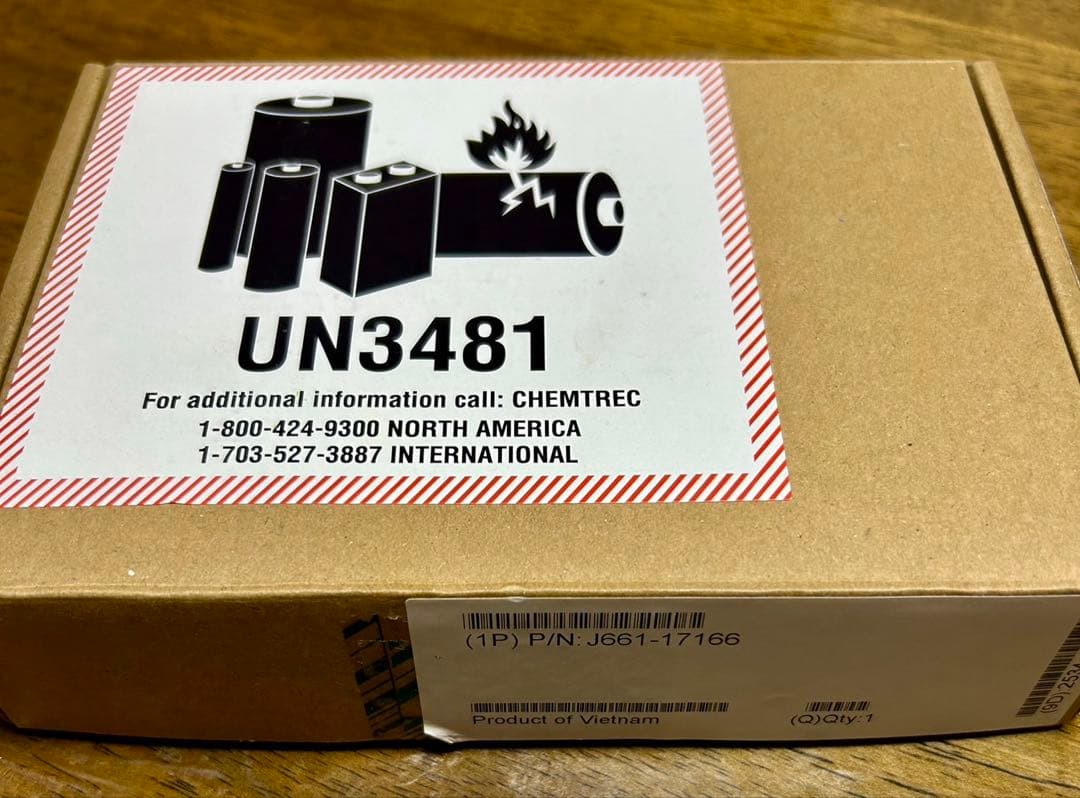 UN3481
For additional information call: CHEMTREC
1-800-424-9300 NORTH AMERICA
1-703-527-3887 INTERNATIONAL
(1P) P/N: J661-17166
Product of Vietnam
(Q)Qty:1
(9D)